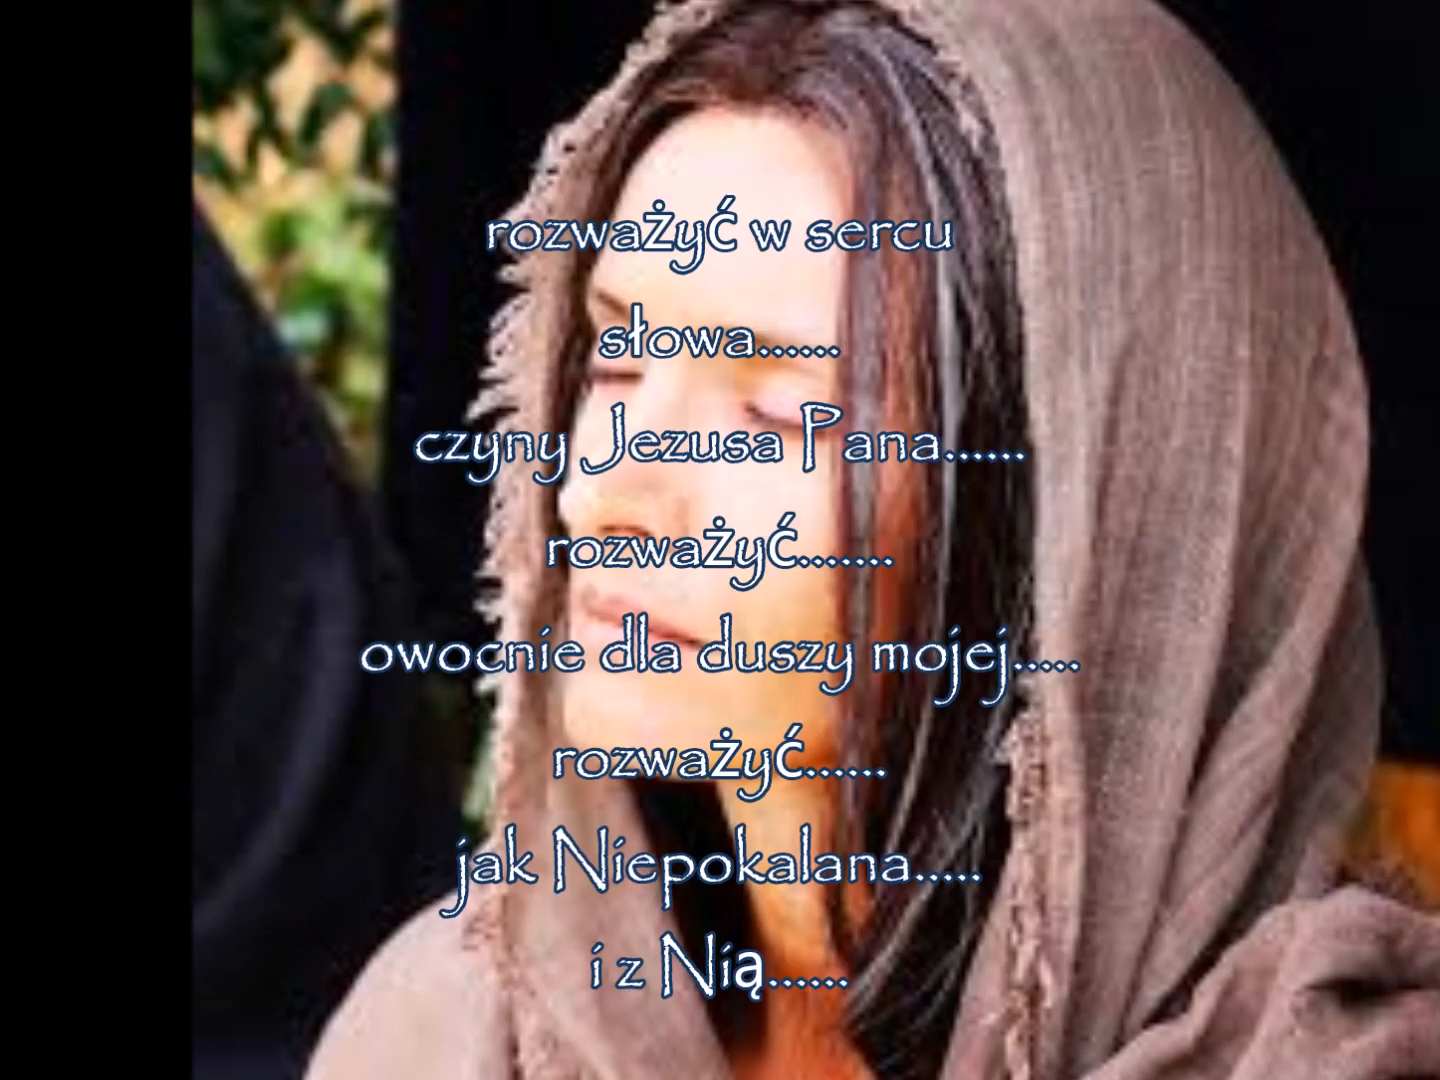 rozważyć w sercu
słowa......
czyny Jezusa Pana......
rozważyć.......
owocnie dla duszy mojej.....
rozważyć......
jak Niepokalana.....
i z Nią......